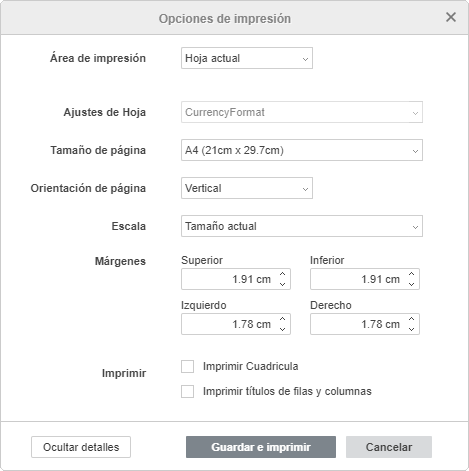 Opciones de impresión
Área de impresión Hoja actual
Ajustes de Hoja CurrencyFormat
Tamaño de página A4 (21cm x 29.7cm)
Orientación de página Vertical
Escala Tamaño actual
Márgenes Superior Inferior
1.91 cm 1.91 cm
Izquierdo Derecho
1.78 cm 1.78 cm
Imprimir Imprimir Cuadricula
Imprimir títulos de filas y columnas
Ocultar detalles Guardar e imprimir Cancelar